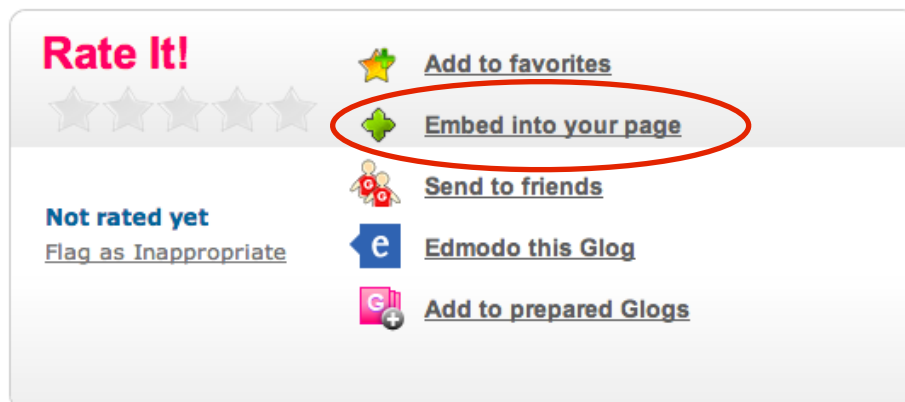 Rate It!
Add to favorites
Embed into your page
Send to friends
Not rated yet
Flag as Inappropriate
e
Edmodo this Glog
G
Add to prepared Glogs